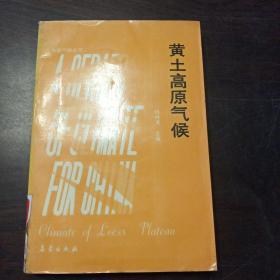 黄土高原气候
A SERIES
OF CLIMATE
FOR CHINA
Climate of Loess Plateau
气象出版社